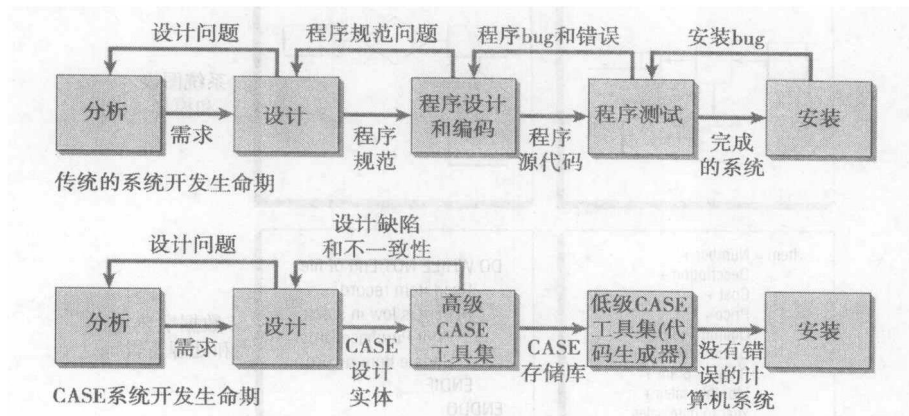 设计问题
程序规范问题
程序bug和错误
安装bug
分析
设计
程序设计
和编码
程序测试
安装
需求
程序
规范
程序
源代码
完成
的系统
传统的系统开发生命期
设计问题
设计缺陷
和不一致性
分析
设计
高级
CASE
工具集
低级CASE
工具集(代
码生成器)
安装
需求
CASE
设计
实体
CASE
存储库
没有错
误的计
算机系统
CASE系统开发生命期